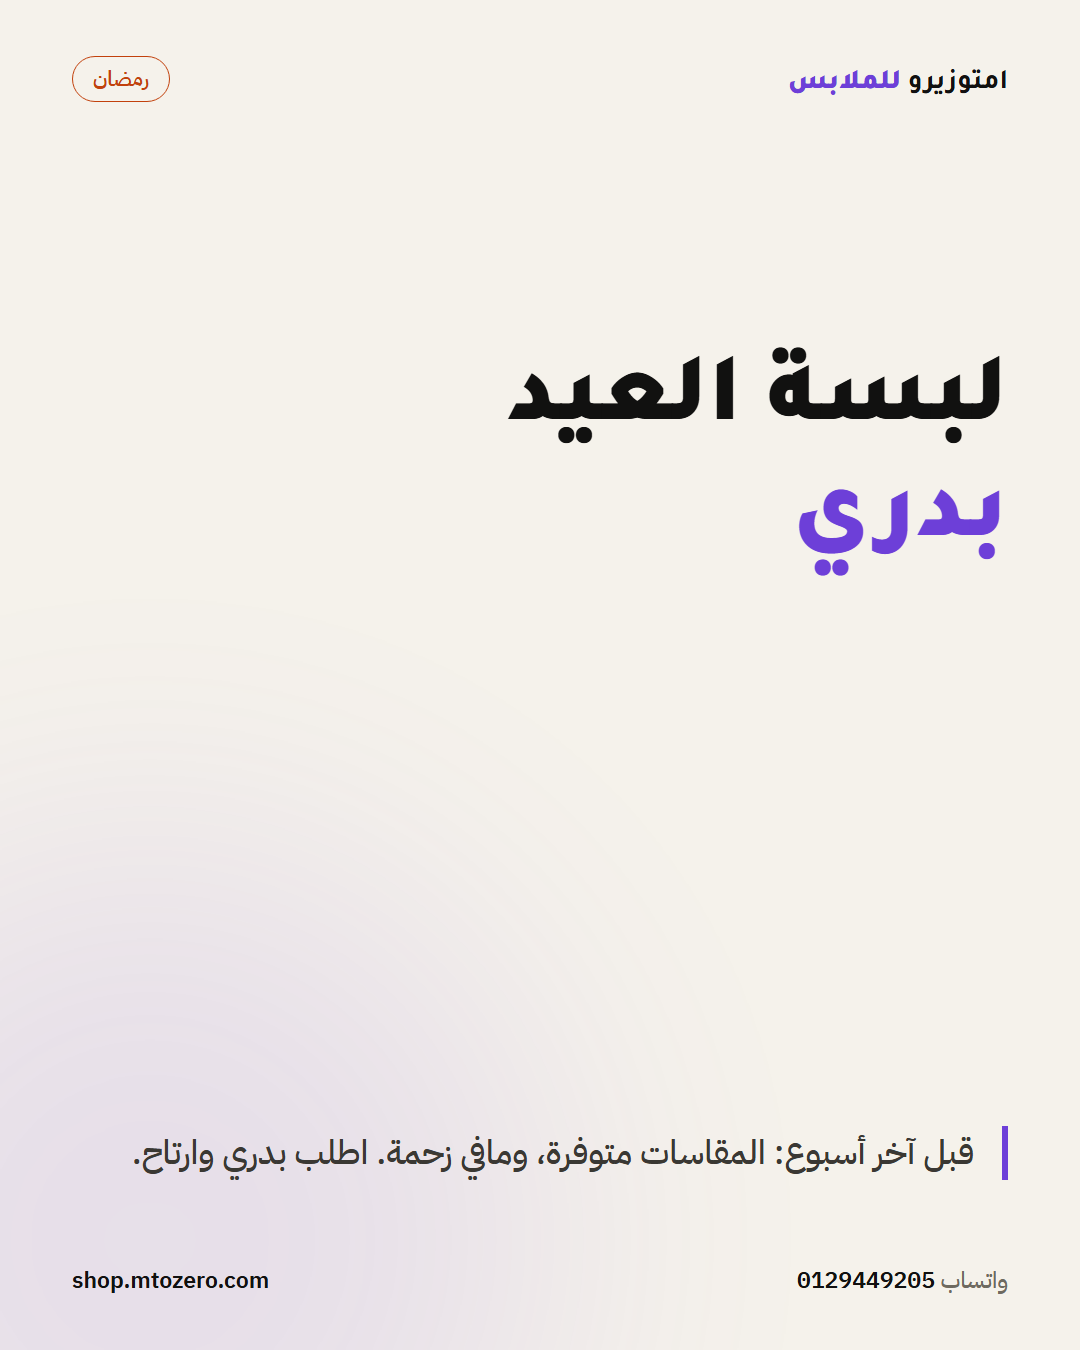 امتوزيرو للملابس
رمضان
لبسة العيد
بدري
قبل آخر أسبوع: المقاسات متوفرة، ومافي زحمة. اطلب بدري وارتاح.
واتساب 0129449205
shop.mtozero.com